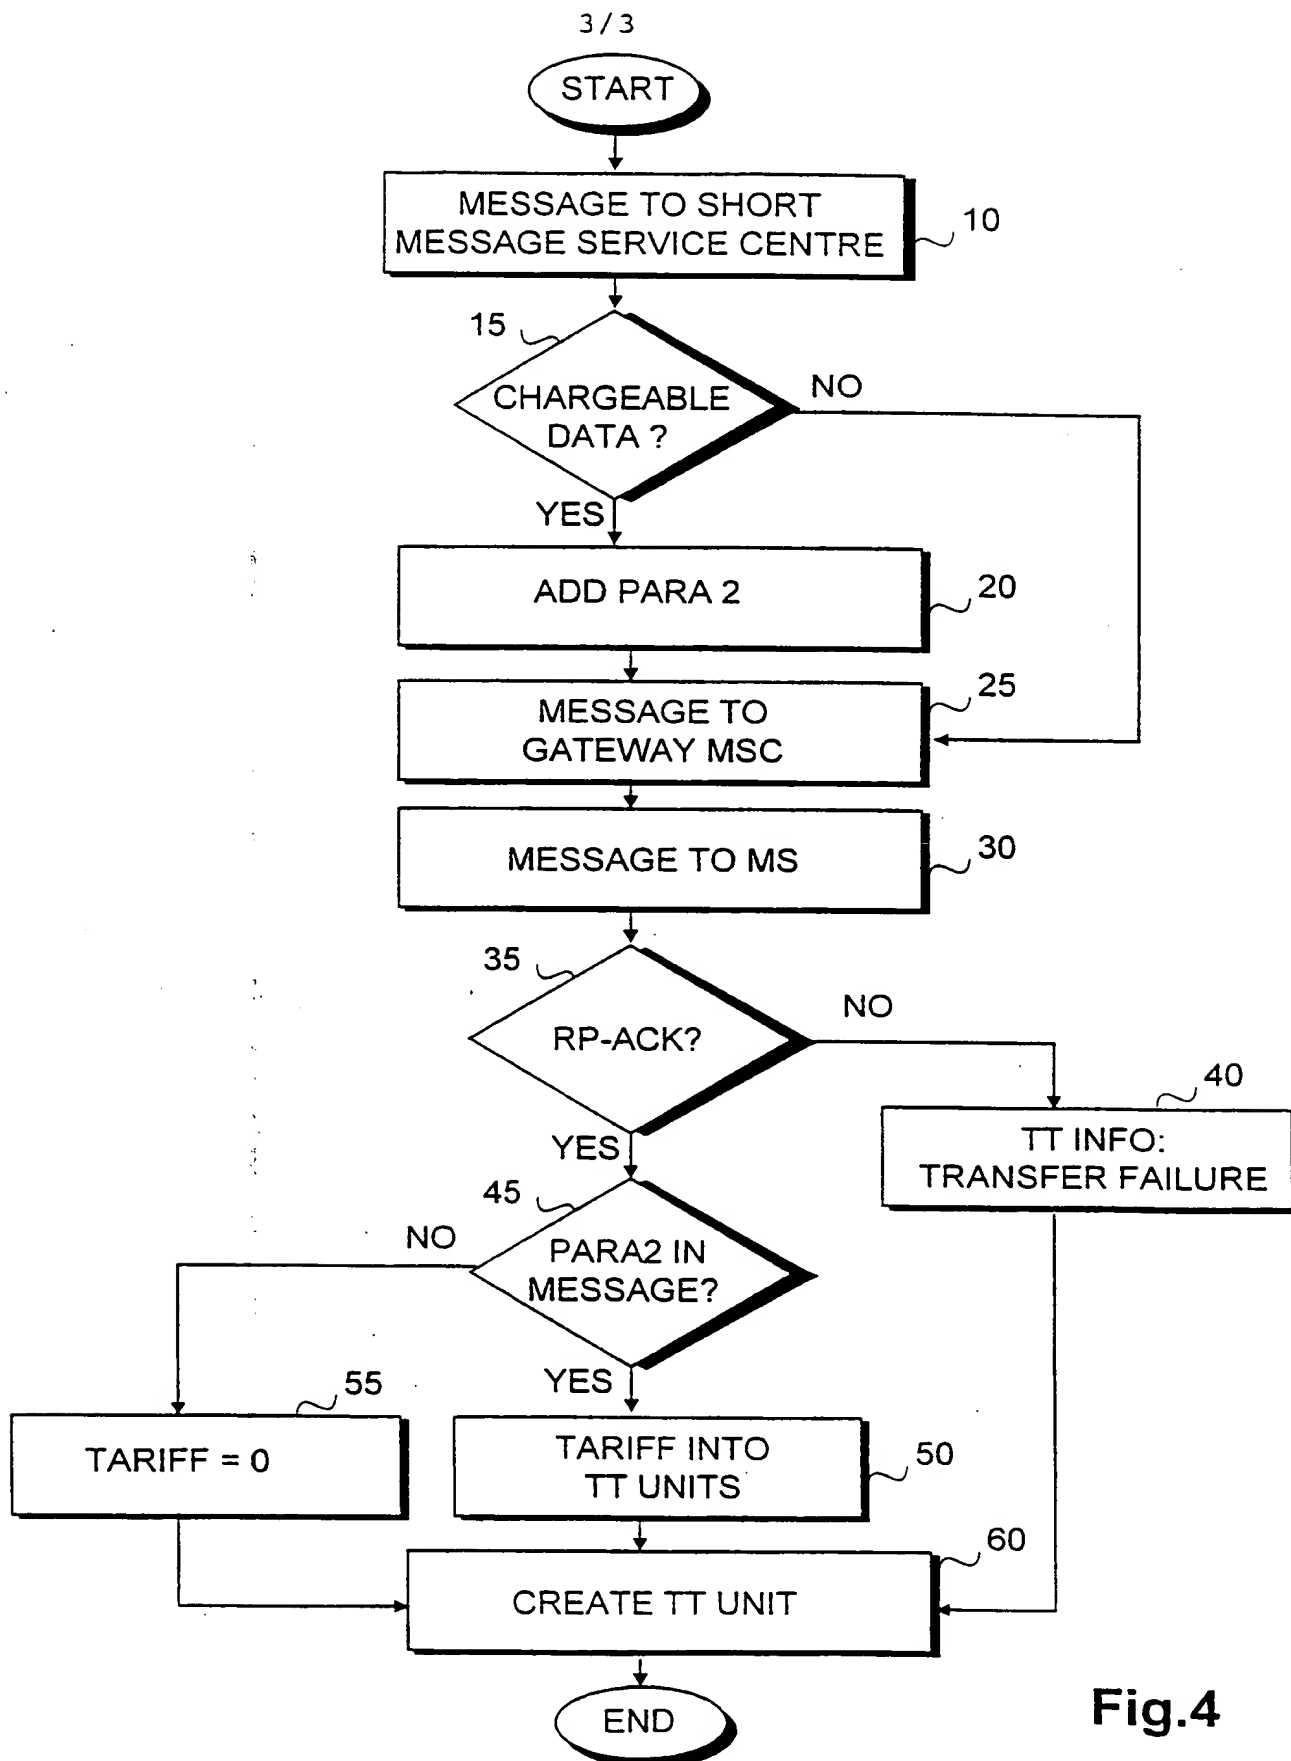 3/3
START
MESSAGE TO SHORT
MESSAGE SERVICE CENTRE
10
15
CHARGEABLE
DATA ?
NO
YES
ADD PARA 2
20
MESSAGE TO
GATEWAY MSC
25
MESSAGE TO MS
30
35
RP-ACK?
NO
YES
40
TT INFO:
TRANSFER FAILURE
45
PARA2 IN
MESSAGE?
NO
YES
55
TARIFF = 0
TARIFF INTO
TT UNITS
50
60
CREATE TT UNIT
END
Fig.4